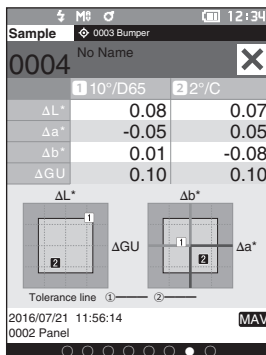 M 12:34
Sample 0003 Bumper
0004 No Name
1 10°/D65 2 2°/C
ΔL* 0.08 0.07
Δa* -0.05 0.05
Δb* 0.01 -0.08
ΔGU 0.10 0.10
ΔL* Δb*
1 ΔGU 1 Δa*
2 2
Tolerance line ① ②
2016/07/21 11:56:14 MAV
0002 Panel